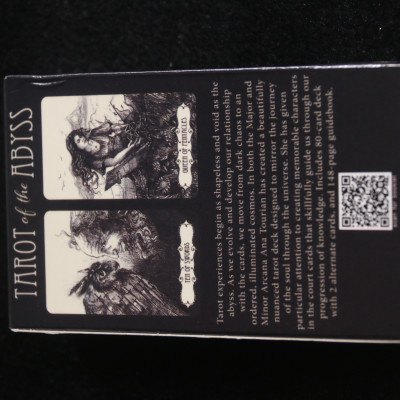 TAROT of the ABYSS
TEN OF SWORDS
QUEEN OF PENTACLES
Tarot experiences begin as shapeless and void as the
abyss. As we evolve and develop our relationship
with the cards, we move from dark chaos to an
ordered, illuminated cosmos. In both the Major and
Minor Arcana Ana Tourian has created a beautifully
nuanced tarot deck designed to mirror the journey
of the soul through the universe. She has given
particular attention to creating memorable characters
in the court cards that will guide us through our
progression of knowledge. Includes 80-card deck
with 2 alternate cards, and 148-page guidebook.